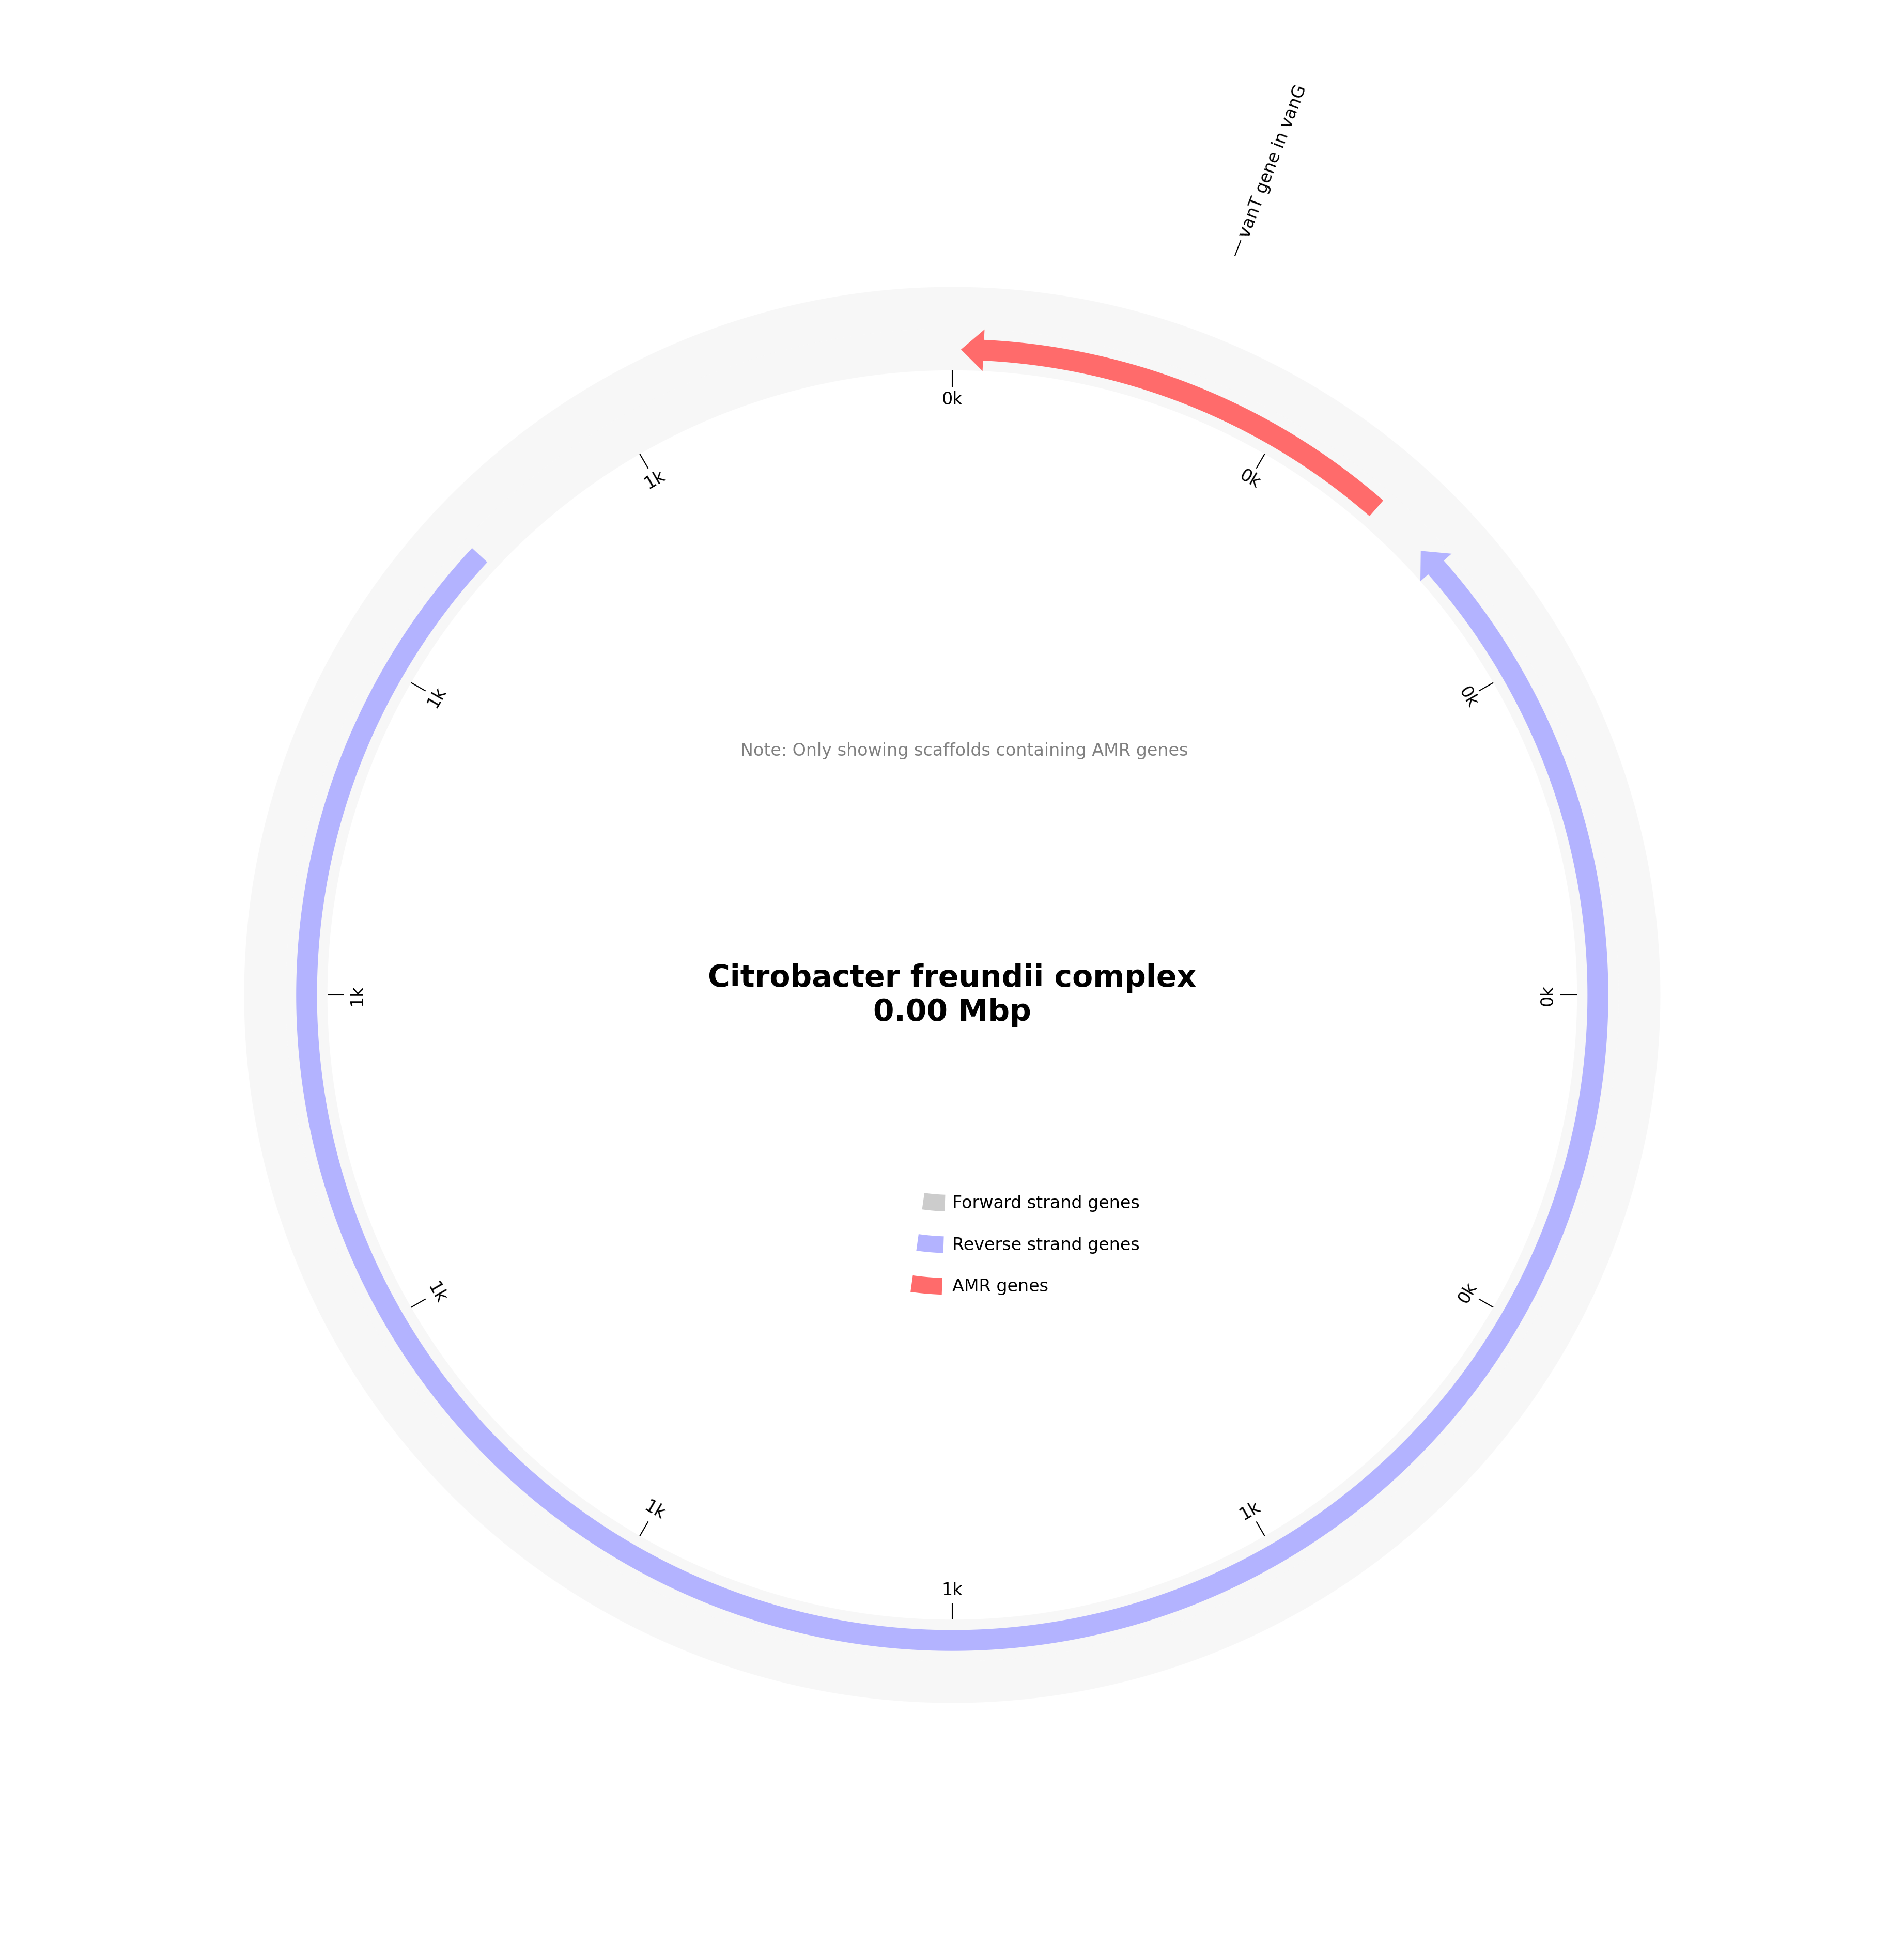 vanT gene in vanG
0k
0k
1k
0k
1k
Note: Only showing scaffolds containing AMR genes
Citrobacter freundii complex
0.00 Mbp
1k
0k
Forward strand genes
Reverse strand genes
AMR genes
1k
0k
1k
1k
1k